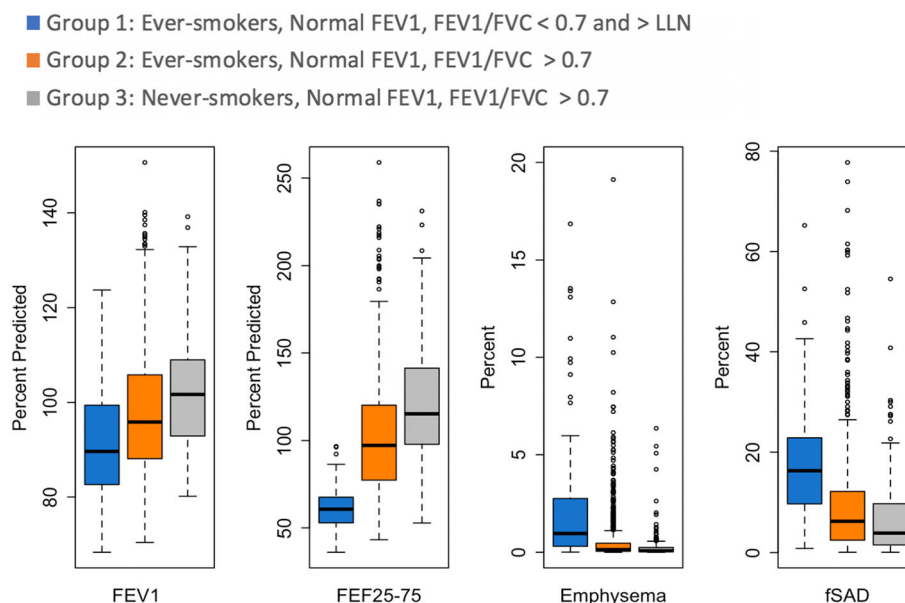 Group 1: Ever-smokers, Normal FEV1, FEV1/FVC < 0.7 and > LLN
Group 2: Ever-smokers, Normal FEV1, FEV1/FVC > 0.7
Group 3: Never-smokers, Normal FEV1, FEV1/FVC > 0.7
Percent Predicted
140
120
100
80
FEV1
Percent Predicted
250
200
150
100
50
FEF25-75
Percent
20
15
10
5
0
Emphysema
Percent
80
60
40
20
0
fSAD